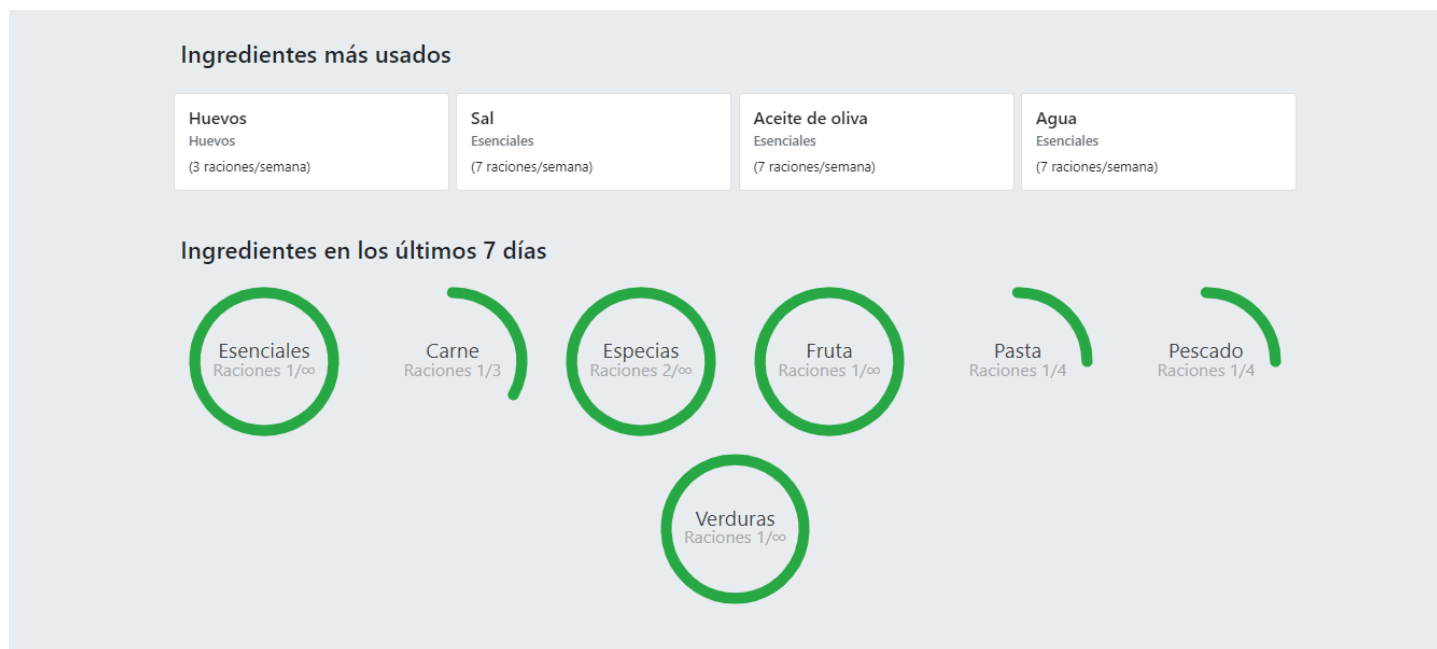 Ingredientes más usados
Huevos
Huevos
(3 raciones/semana)
Sal
Esenciales
(7 raciones/semana)
Aceite de oliva
Esenciales
(7 raciones/semana)
Agua
Esenciales
(7 raciones/semana)
Ingredientes en los últimos 7 días
Esenciales
Raciones 1/∞
Carne
Raciones 1/3
Especias
Raciones 2/∞
Fruta
Raciones 1/∞
Pasta
Raciones 1/4
Pescado
Raciones 1/4
Verduras
Raciones 1/∞